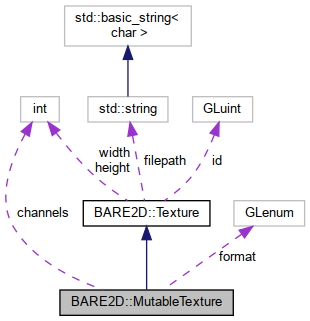 std::basic_string<
char >
int
std::string
GLuint
width
height
filepath
id
BARE2D::Texture
GLenum
channels
format
BARE2D::MutableTexture